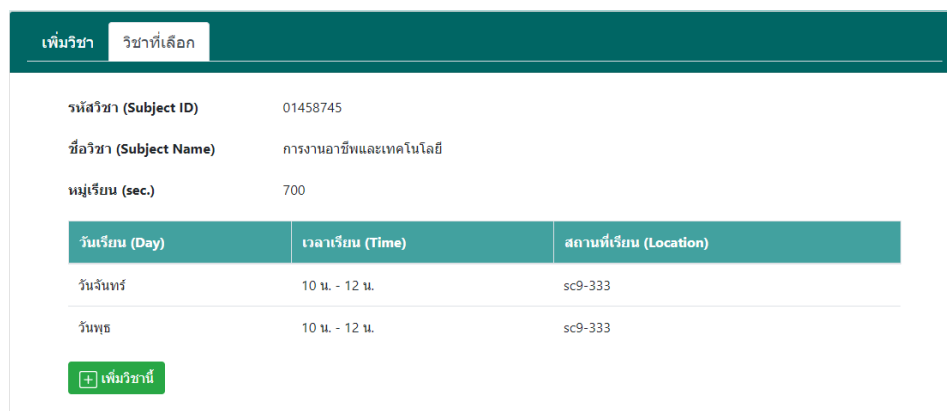 เพิ่มวิชา วิชาที่เลือก
รหัสวิชา (Subject ID) 01458745
ชื่อวิชา (Subject Name) การงานอาชีพและเทคโนโลยี
หมู่เรียน (sec.) 700
วันเรียน (Day) เวลาเรียน (Time) สถานที่เรียน (Location)
วันจันทร์ 10 น. - 12 น. sc9-333
วันพุธ 10 น. - 12 น. sc9-333
เพิ่มวิชานี้